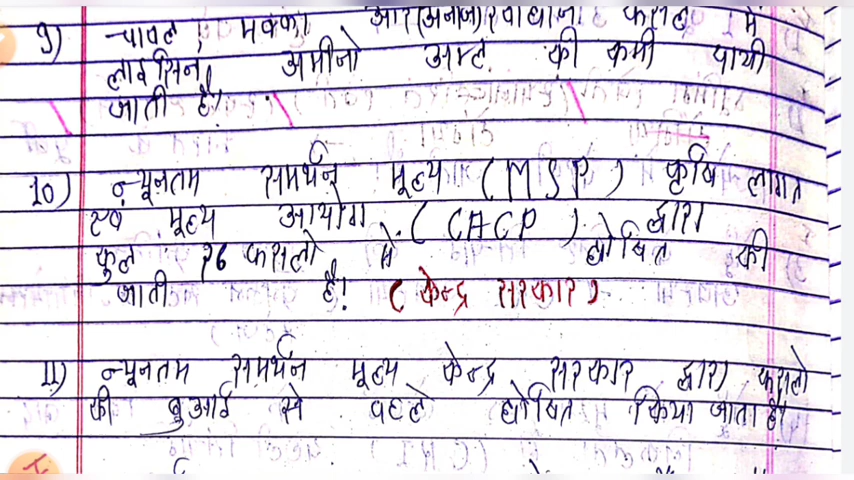 9) चावल, मक्का और (अनाज) खाद्यान फसल में
लाइसिन, अमीनो अम्ल की कमी पायी
जाती है!
10) न्यूनतम समर्थन मूल्य (MSP) कृषि लागत
एवं मूल्य आयोग (CACP) द्वारा
कुल 26 फसलो में घोषित की
जाती है! (केन्द्र सरकार)
11) न्यूनतम समर्थन मूल्य केन्द्र सरकार द्वारा फसलो
की बुआई से पहले घोषित किया जाता है!